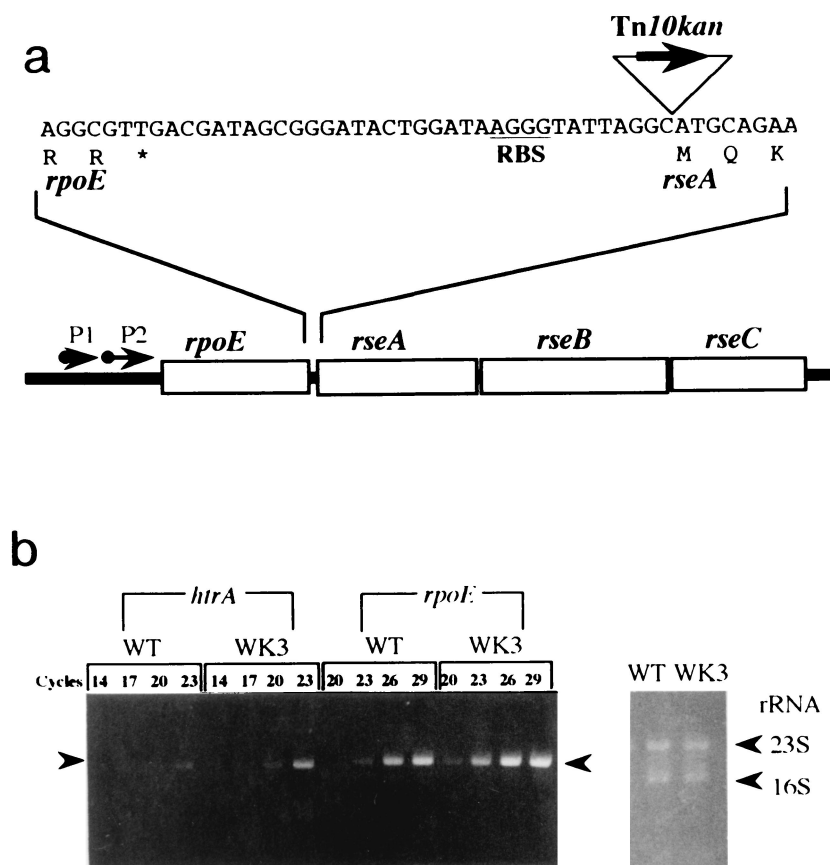 a
Tn10kan
AGGCGTTGACGATAGCGGGATACTGGATAAGGGTATTAGGCATGCAGAA
R R * RBS M Q K
rpoE rseA
P1 P2 rpoE rseA rseB rseC
b
htrA rpoE
WT WK3 WT WK3
Cycles 14 17 20 23 14 17 20 23 20 23 26 29 20 23 26 29
WT WK3
rRNA
23S
16S